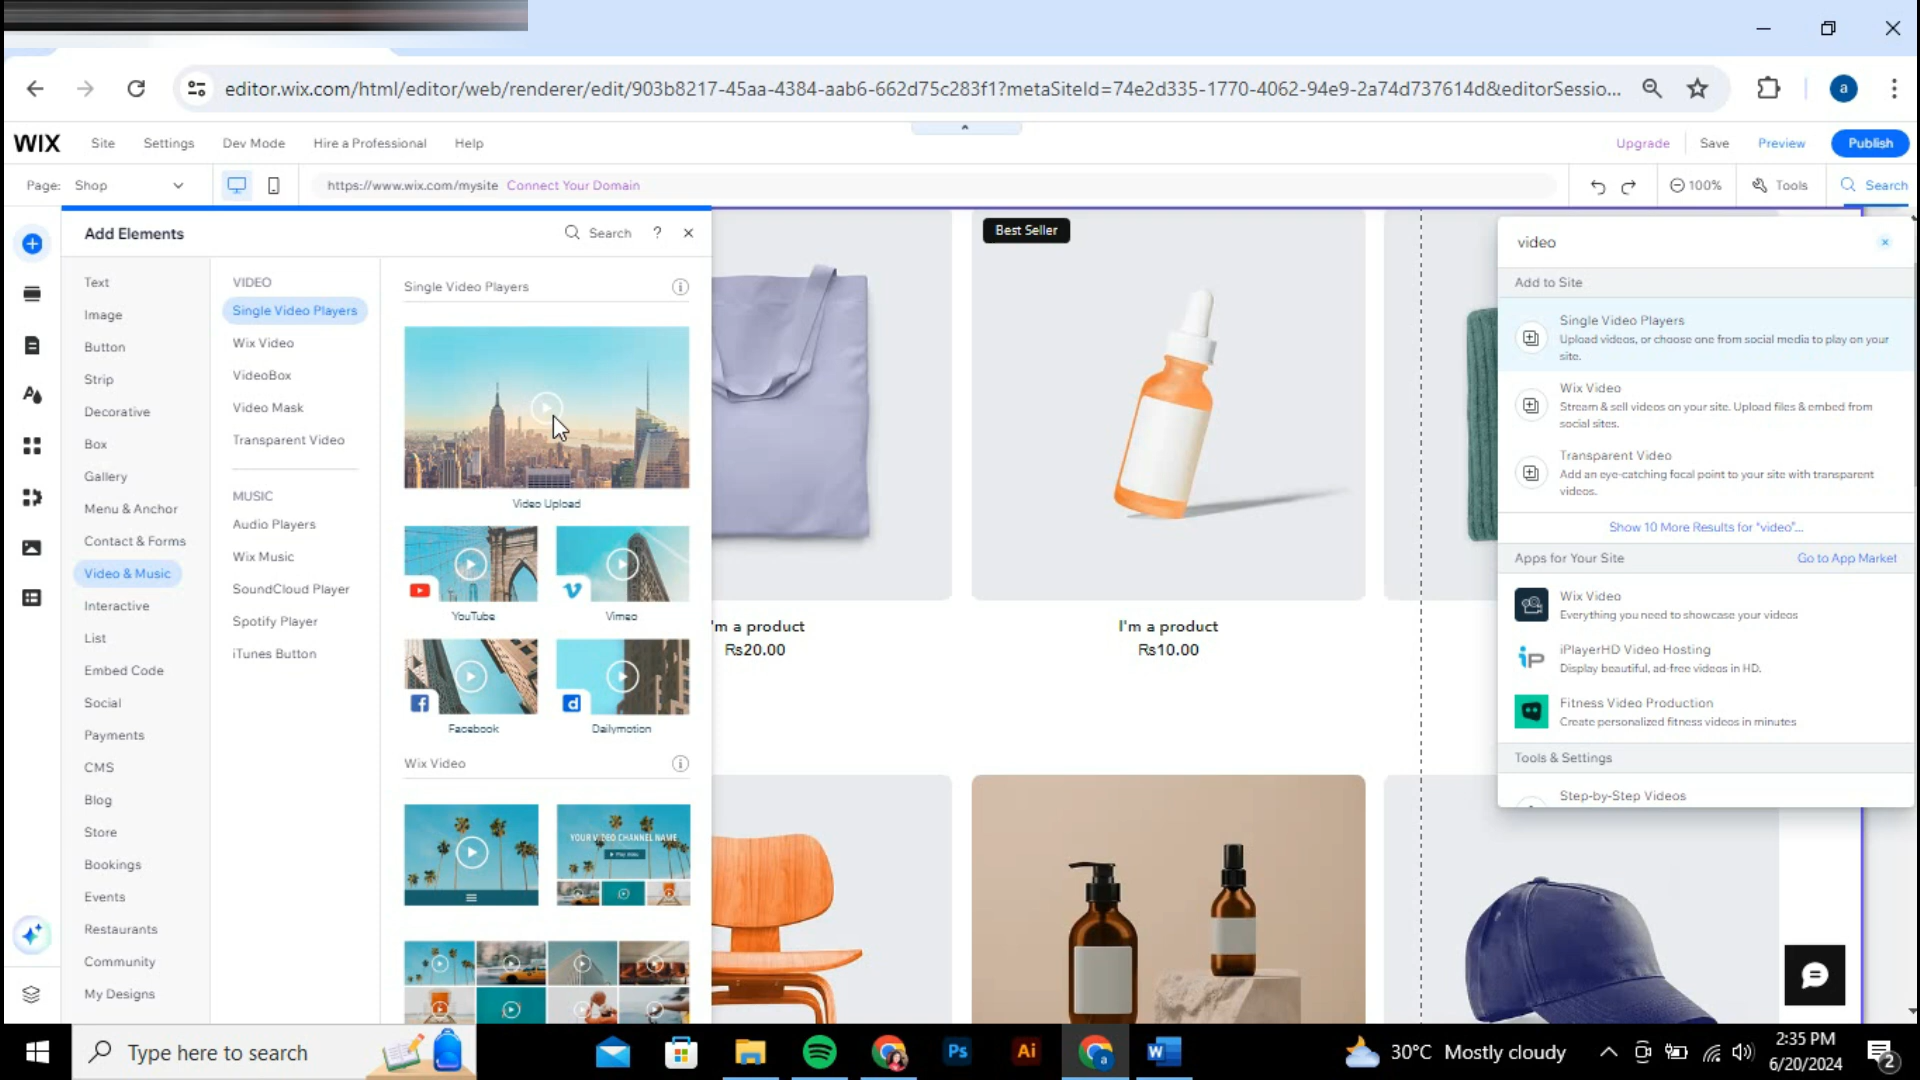 editor.wix.com/html/editor/web/renderer/edit/903b8217-45aa-4384-aab6-662d75c283f1?metaSiteId=74e2d335-1770-4062-94e9-2a74d737614d&editorSessio...
a
WIX Site Settings Dev Mode Hire a Professional Help Upgrade Save Preview Publish
Page: Shop https://www.wix.com/mysite Connect Your Domain 100% Tools Search
Add Elements Search ?
Text
Image
Button
Strip
Decorative
Box
Gallery
Menu & Anchor
Contact & Forms
Video & Music
Interactive
List
Embed Code
Social
Payments
CMS
Blog
Store
Bookings
Events
Restaurants
Community
My Designs
VIDEO
Single Video Players
Wix Video
VideoBox
Video Mask
Transparent Video
MUSIC
Audio Players
Wix Music
SoundCloud Player
Spotify Player
iTunes Button
Single Video Players
Video Upload
YouTube Vimeo
Facebook Dailymotion
Wix Video
YOUR VIDEO CHANNEL NAME
Play Video
Best Seller
I'm a product
Rs20.00
I'm a product
Rs10.00
video
Add to Site
Single Video Players
Upload videos, or choose one from social media to play on your
site.
Wix Video
Stream & sell videos on your site. Upload files & embed from
social sites.
Transparent Video
Add an eye-catching focal point to your site with transparent
videos.
Show 10 More Results for "video"...
Apps for Your Site Go to App Market
Wix Video
Everything you need to showcase your videos
iP
iPlayerHD Video Hosting
Display beautiful, ad-free videos in HD.
Fitness Video Production
Create personalized fitness videos in minutes
Tools & Settings
Step-by-Step Videos
Type here to search
Ps
Ai
a
W
30°C Mostly cloudy
2:35 PM
6/20/2024
2